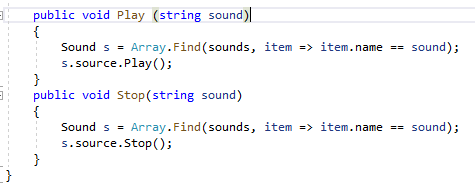 public void Play (string sound)
{
Sound s = Array.Find(sounds, item => item.name == sound);
s.source.Play();
}
public void Stop(string sound)
{
Sound s = Array.Find(sounds, item => item.name == sound);
s.source.Stop();
}
}